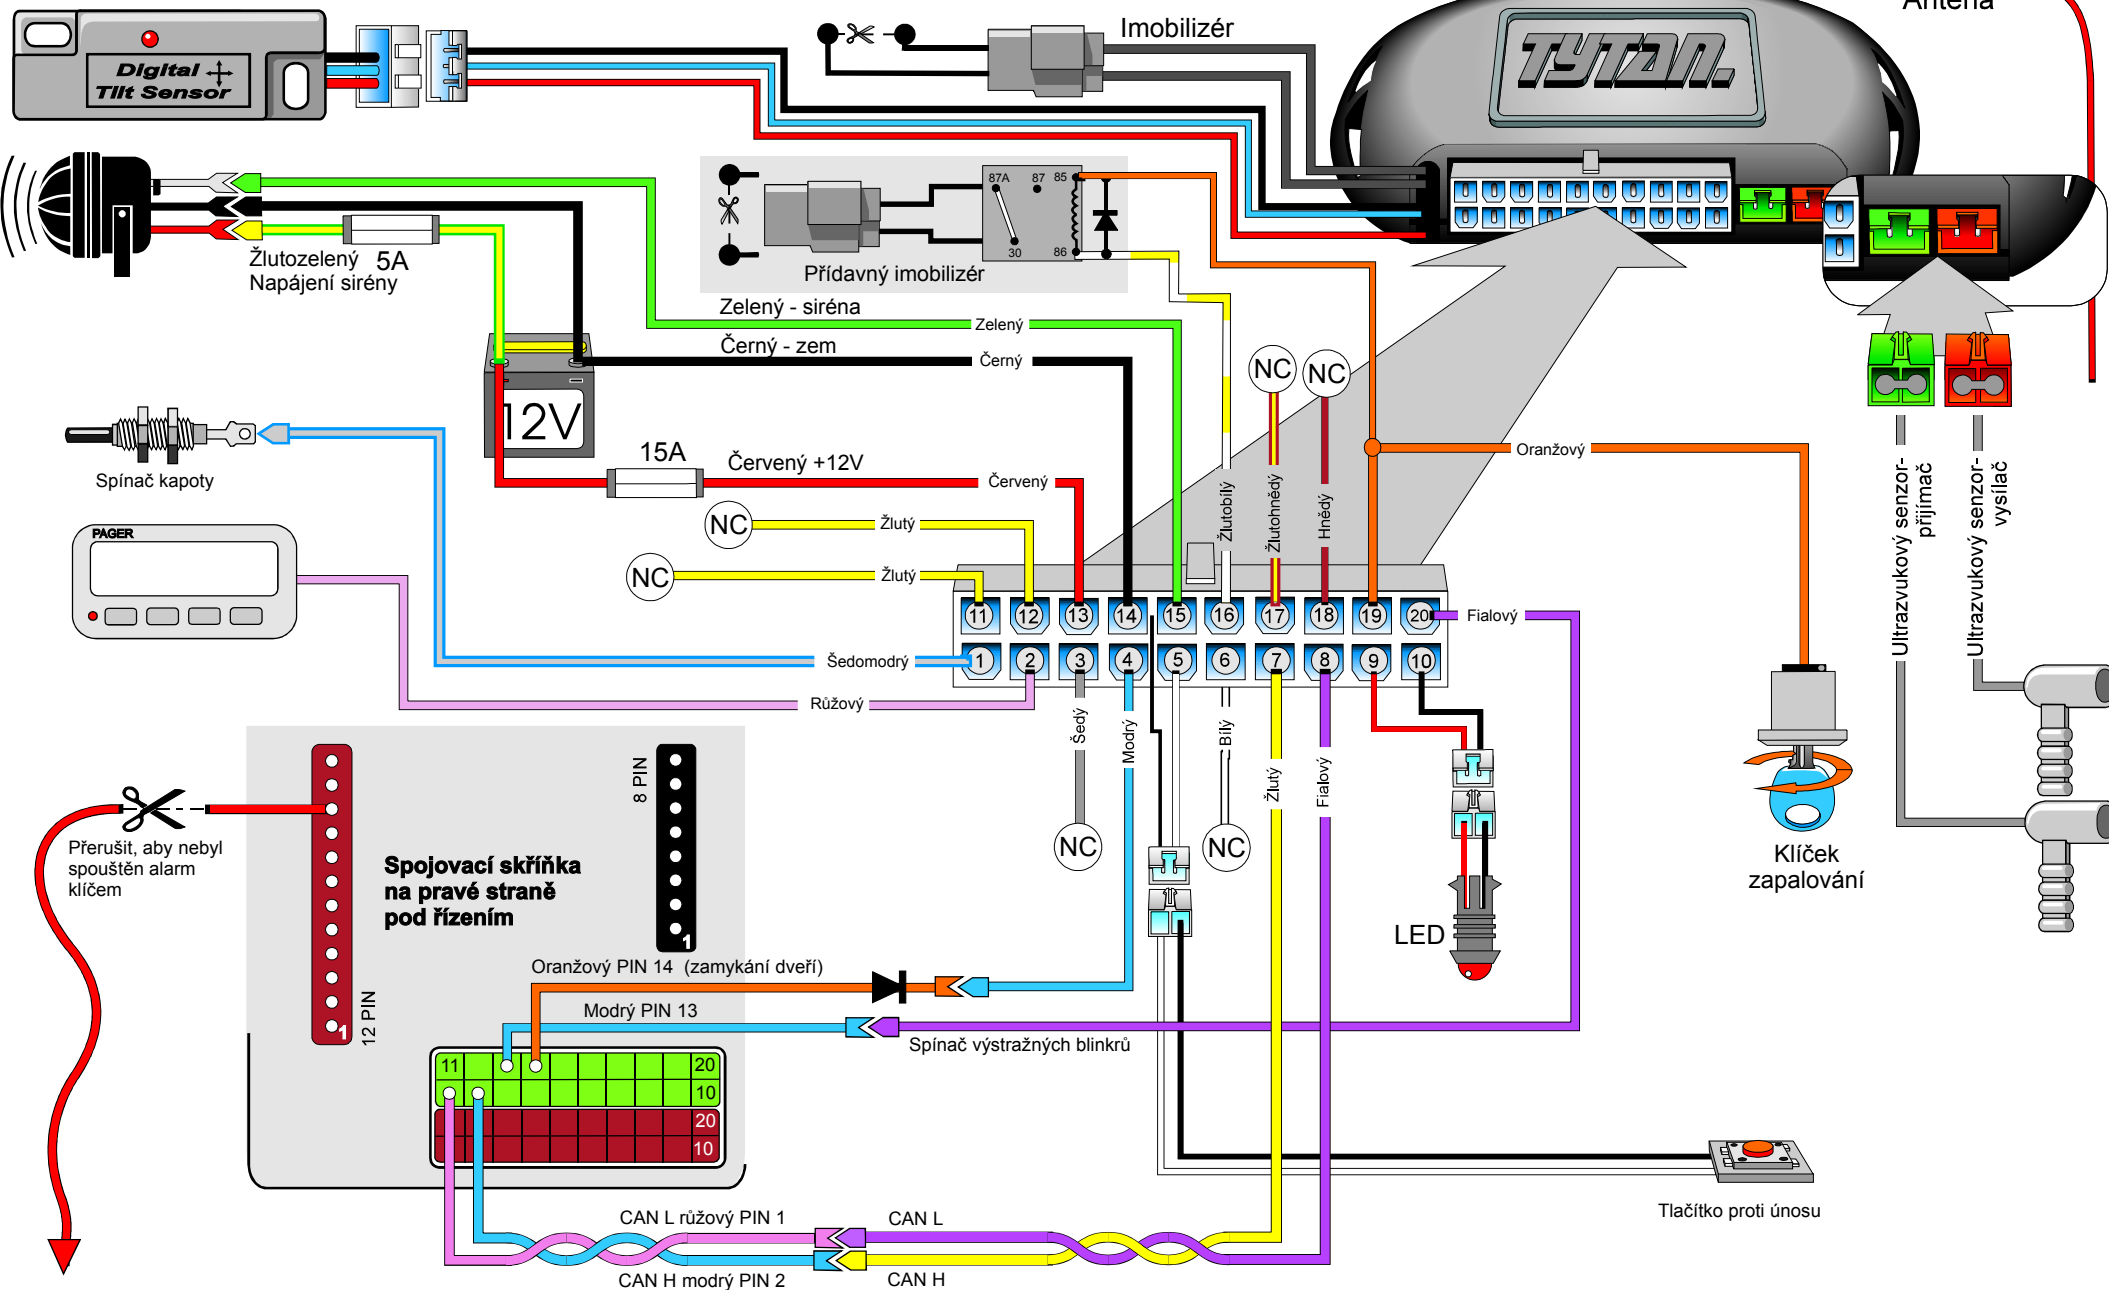 Digital
Tilt Sensor
Imobilizér
TYTAN.
Anténa
Žlutozelený 5A
Napájení sirény
87A 87 85
30 86
Přídavný imobilizér
Zelený - siréna
Zelený
Černý - zem
Černý
12V
Spínač kapoty
15A
Červený +12V
Červený
NC
Žlutý
NC
Žlutý
NC
NC
Žlutobílý
Žlutohnědý
Hnědý
Oranžový
Ultrazvukový senzor-
přijímač
Ultrazvukový senzor-
vysílač
PAGER
11 12 13 14 15 16 17 18 19 20
Fialový
1 2 3 4 5 6 7 8 9 10
Šedomodrý
Růžový
Šedý
Modrý
Bílý
Žlutý
Fialový
NC
NC
LED
Klíček
zapalování
Přerušit, aby nebyl
spouštěn alarm
klíčem
1
12 PIN
8 PIN
1
Spojovací skříňka
na pravé straně
pod řízením
Oranžový PIN 14 (zamykání dveří)
Modrý PIN 13
Spínač výstražných blinkrů
11 20
10
20
10
CAN L růžový PIN 1
CAN L
CAN H modrý PIN 2
CAN H
Tlačítko proti únosu